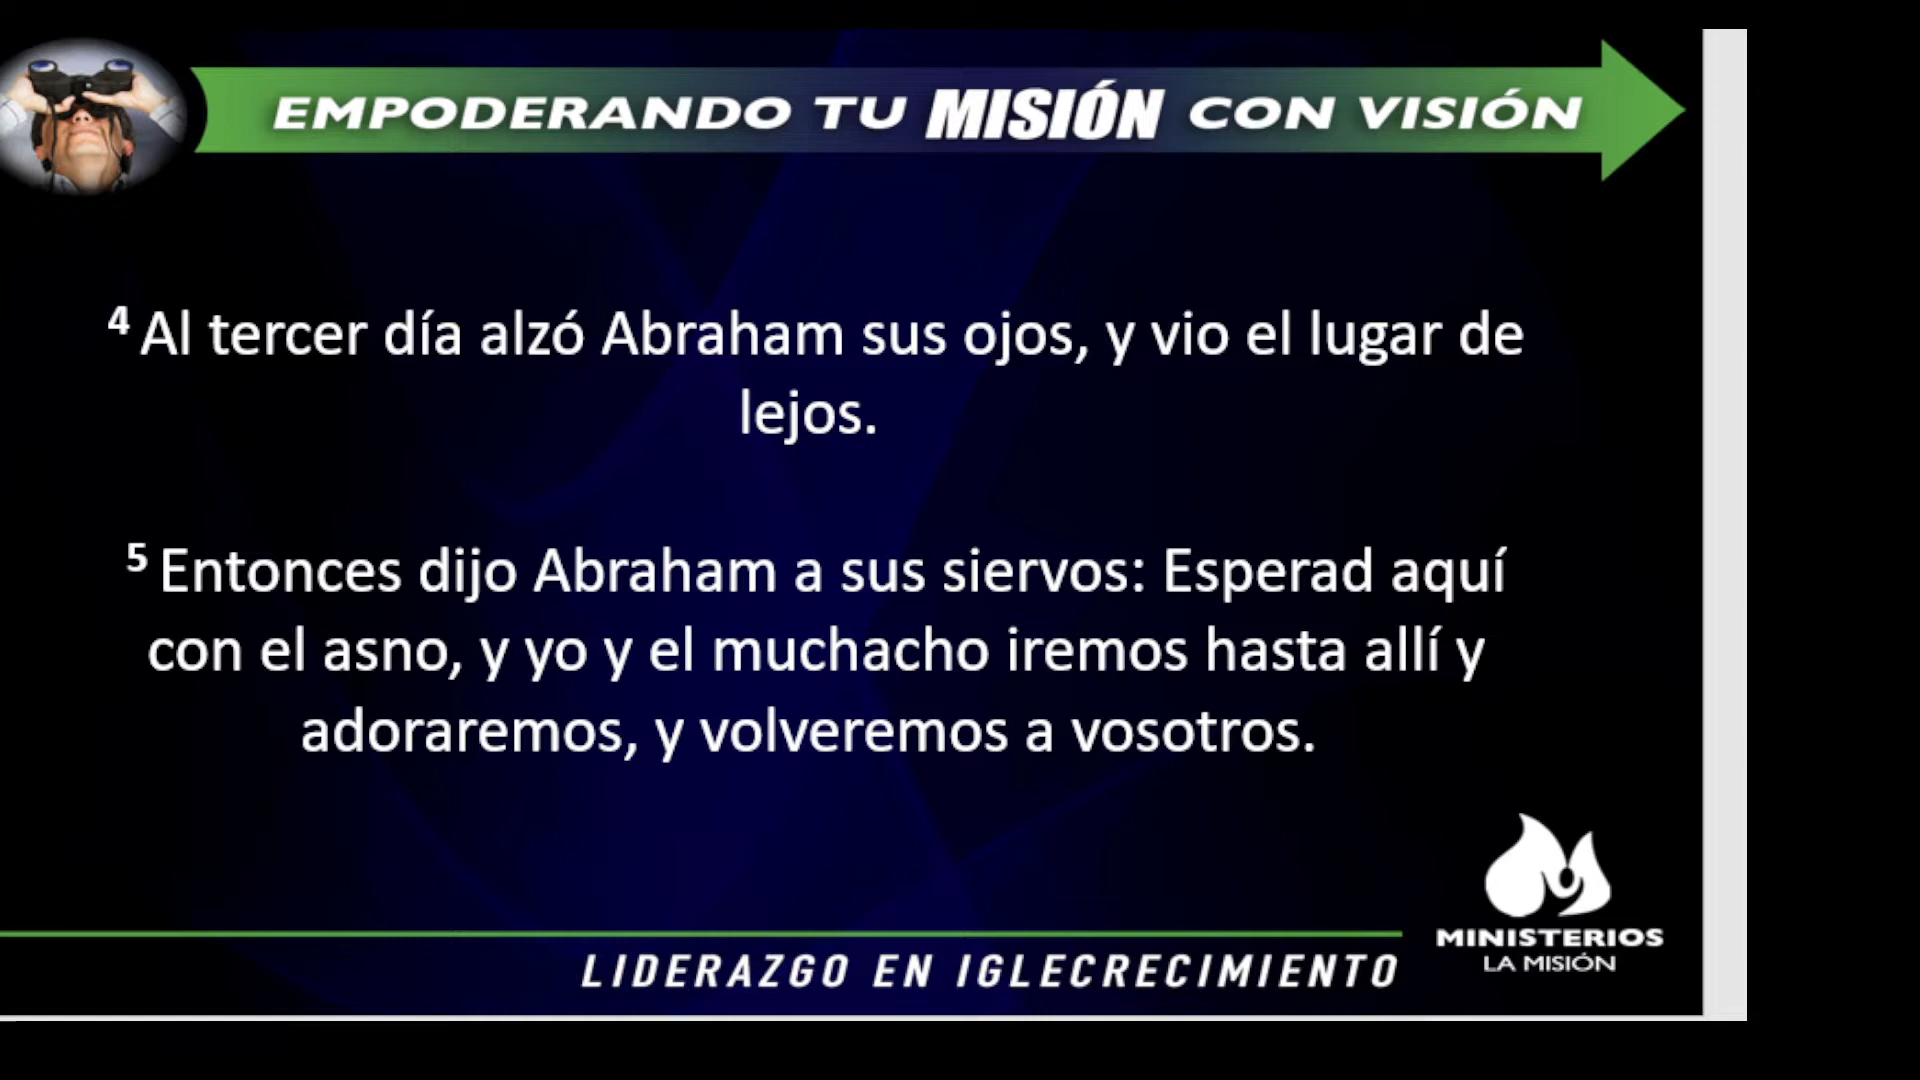 EMPODERANDO TU MISIÓN CON VISIÓN
4 Al tercer día alzó Abraham sus ojos, y vio el lugar de
lejos.
5 Entonces dijo Abraham a sus siervos: Esperad aquí
con el asno, y yo y el muchacho iremos hasta allí y
adoraremos, y volveremos a vosotros.
MINISTERIOS
LA MISIÓN
LIDERAZGO EN IGLECRECIMIENTO